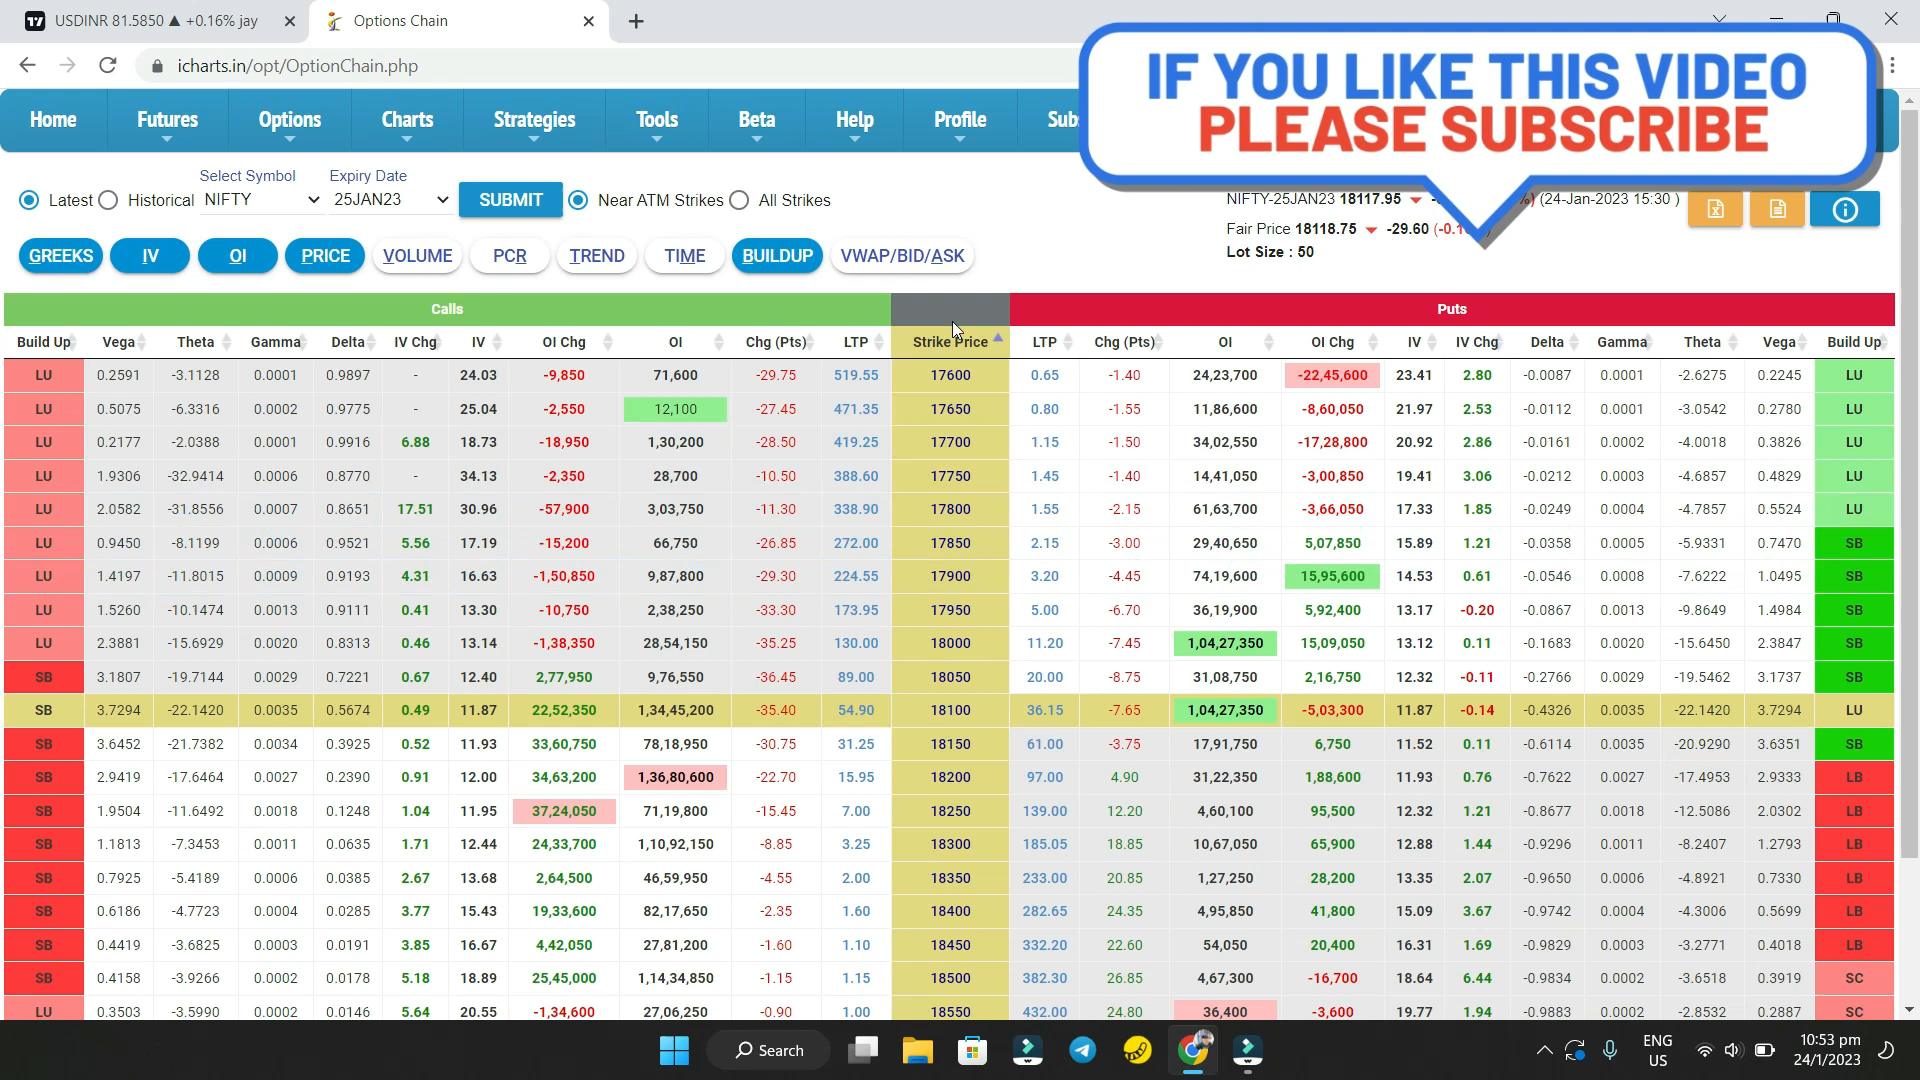 USDINR 81.5850 ▲ +0.16% jay
Options Chain
icharts.in/opt/OptionChain.php
IF YOU LIKE THIS VIDEO
PLEASE SUBSCRIBE
Home Futures Options Charts Strategies Tools Beta Help Profile
Select Symbol Expiry Date
Latest Historical NIFTY 25JAN23 SUBMIT Near ATM Strikes All Strikes
NIFTY-25JAN23 18117.95 (24-Jan-2023 15:30 )
Fair Price 18118.75 -29.60
Lot Size : 50
GREEKS IV OI PRICE VOLUME PCR TREND TIME BUILDUP VWAP/BID/ASK
Calls Puts
Build Up Vega Theta Gamma Delta IV Chg IV OI Chg OI Chg (Pts) LTP Strike Price LTP Chg (Pts) OI OI Chg IV IV Chg Delta Gamma Theta Vega Build Up
LU 0.2591 -3.1128 0.0001 0.9897 - 24.03 -9,850 71,600 -29.75 519.55 17600 0.65 -1.40 24,23,700 -22,45,600 23.41 2.80 -0.0087 0.0001 -2.6275 0.2245 LU
LU 0.5075 -6.3316 0.0002 0.9775 - 25.04 -2,550 12,100 -27.45 471.35 17650 0.80 -1.55 11,86,600 -8,60,050 21.97 2.53 -0.0112 0.0001 -3.0542 0.2780 LU
LU 0.2177 -2.0388 0.0001 0.9916 6.88 18.73 -18,950 1,30,200 -28.50 419.25 17700 1.15 -1.50 34,02,550 -17,28,800 20.92 2.86 -0.0161 0.0002 -4.0018 0.3826 LU
LU 1.9306 -32.9414 0.0006 0.8770 - 34.13 -2,350 28,700 -10.50 388.60 17750 1.45 -1.40 14,41,050 -3,00,850 19.41 3.06 -0.0212 0.0003 -4.6857 0.4829 LU
LU 2.0582 -31.8556 0.0007 0.8651 17.51 30.96 -57,900 3,03,750 -11.30 338.90 17800 1.55 -2.15 61,63,700 -3,66,050 17.33 1.85 -0.0249 0.0004 -4.7857 0.5524 LU
LU 0.9450 -8.1199 0.0006 0.9521 5.56 17.19 -15,200 66,750 -26.85 272.00 17850 2.15 -3.00 29,40,650 5,07,850 15.89 1.21 -0.0358 0.0005 -5.9331 0.7470 SB
LU 1.4197 -11.8015 0.0009 0.9193 4.31 16.63 -1,50,850 9,87,800 -29.30 224.55 17900 3.20 -4.45 74,19,600 15,95,600 14.53 0.61 -0.0546 0.0008 -7.6222 1.0495 SB
LU 1.5260 -10.1474 0.0013 0.9111 0.41 13.30 -10,750 2,38,250 -33.30 173.95 17950 5.00 -6.70 36,19,900 5,92,400 13.17 -0.20 -0.0867 0.0013 -9.8649 1.4984 SB
LU 2.3881 -15.6929 0.0020 0.8313 0.46 13.14 -1,38,350 28,54,150 -35.25 130.00 18000 11.20 -7.45 1,04,27,350 15,09,050 13.12 0.11 -0.1683 0.0020 -15.6450 2.3847 SB
SB 3.1807 -19.7144 0.0029 0.7221 0.67 12.40 2,77,950 9,76,550 -36.45 89.00 18050 20.00 -8.75 31,08,750 2,16,750 12.32 -0.11 -0.2766 0.0029 -19.5462 3.1737 SB
SB 3.7294 -22.1420 0.0035 0.5674 0.49 11.87 22,52,350 1,34,45,200 -35.40 54.90 18100 36.15 -7.65 1,04,27,350 -5,03,300 11.87 -0.14 -0.4326 0.0035 -22.1420 3.7294 LU
SB 3.6452 -21.7382 0.0034 0.3925 0.52 11.93 33,60,750 78,18,950 -30.75 31.25 18150 61.00 -3.75 17,91,750 6,750 11.52 0.11 -0.6114 0.0035 -20.9290 3.6351 SB
SB 2.9419 -17.6464 0.0027 0.2390 0.91 12.00 34,63,200 1,36,80,600 -22.70 15.95 18200 97.00 4.90 31,22,350 1,88,600 11.93 0.76 -0.7622 0.0027 -17.4953 2.9333 LB
SB 1.9504 -11.6492 0.0018 0.1248 1.04 11.95 37,24,050 71,19,800 -15.45 7.00 18250 139.00 12.20 4,60,100 95,500 12.32 1.21 -0.8677 0.0018 -12.5086 2.0302 LB
SB 1.1813 -7.3453 0.0011 0.0635 1.71 12.44 24,33,700 1,10,92,150 -8.85 3.25 18300 185.05 18.85 10,67,050 65,900 12.88 1.44 -0.9296 0.0011 -8.2407 1.2793 LB
SB 0.7925 -5.4189 0.0006 0.0385 2.67 13.68 2,64,500 46,59,950 -4.55 2.00 18350 233.00 20.85 1,27,250 28,200 13.35 2.07 -0.9650 0.0006 -4.8921 0.7330 LB
SB 0.6186 -4.7723 0.0004 0.0285 3.77 15.43 19,33,600 82,17,650 -2.35 1.60 18400 282.65 24.35 4,95,850 41,800 15.09 3.67 -0.9742 0.0004 -4.3006 0.5699 LB
SB 0.4419 -3.6825 0.0003 0.0191 3.85 16.67 4,42,050 27,81,200 -1.60 1.10 18450 332.20 22.60 54,050 20,400 16.31 1.69 -0.9829 0.0003 -3.2771 0.4018 LB
SB 0.4158 -3.9266 0.0002 0.0178 5.18 18.89 25,45,000 1,14,34,850 -1.15 1.15 18500 382.30 26.85 4,67,300 -16,700 18.64 6.44 -0.9834 0.0002 -3.6518 0.3919 SC
LU 0.3503 -3.5990 0.0002 0.0146 5.64 20.55 -1,34,600 27,06,250 -0.90 1.00 18550 432.00 24.80 36,400 -3,600 19.77 1.94 -0.9883 0.0002 -2.8532 0.2887 SC
Search
ENG
US
10:53 pm
24/1/2023